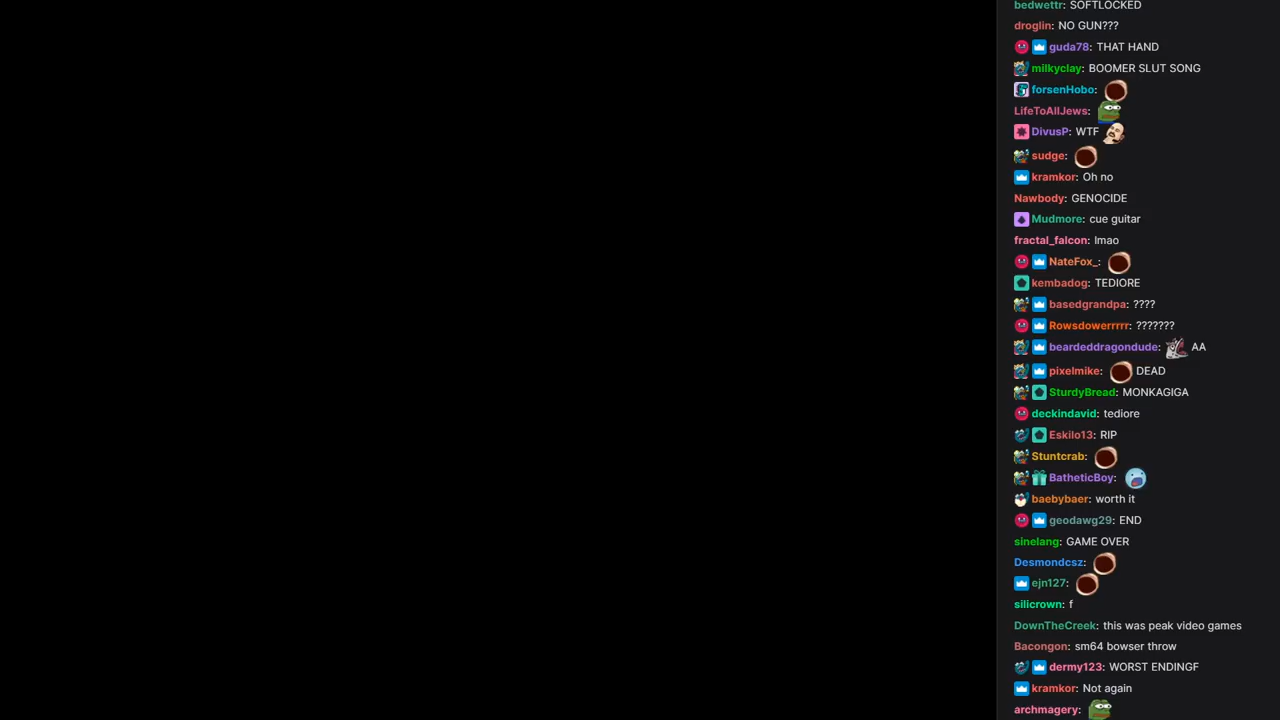 bedwettr: SOFTLOCKED
droglin: NO GUN???
guda78: THAT HAND
milkyclay: BOOMER SLUT SONG
forsenHobo:
LifeToAllJews:
DivusP: WTF
sudge:
kramkor: Oh no
Nawbody: GENOCIDE
Mudmore: cue guitar
fractal_falcon: lmao
NateFox_:
kembadog: TEDIORE
basedgrandpa: ????
Rowsdowerrrrr: ???????
beardeddragondude: AA
pixelmike: DEAD
SturdyBread: MONKAGIGA
deckindavid: tediore
Eskilo13: RIP
Stuntcrab:
BatheticBoy:
baebybaer: worth it
geodawg29: END
sinelang: GAME OVER
Desmondcsz:
ejn127:
silicrown: f
DownTheCreek: this was peak video games
Bacongon: sm64 bowser throw
dermy123: WORST ENDINGF
kramkor: Not again
archmagery: